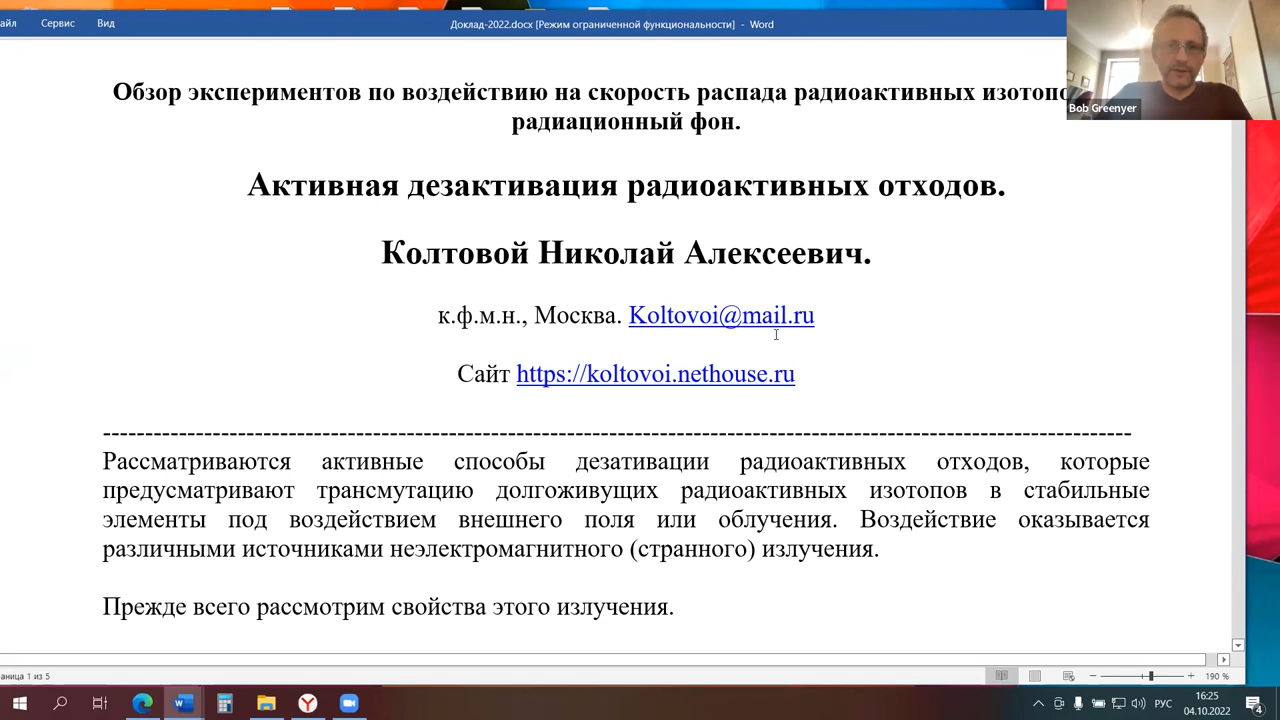 айл Сервис Вид Доклад-2022.docx [Режим ограниченной функциональности] - Word
Bob Greenyer
Обзор экспериментов по воздействию на скорость распада радиоактивных изотопо
радиационный фон.
Активная дезактивация радиоактивных отходов.
Колтовой Николай Алексеевич.
к.ф.м.н., Москва. Koltovoi@mail.ru
Сайт https://koltovoi.nethouse.ru
Рассматриваются активные способы дезативации радиоактивных отходов, которые
предусматривают трансмутацию долгоживущих радиоактивных изотопов в стабильные
элементы под воздействием внешнего поля или облучения. Воздействие оказывается
различными источниками неэлектромагнитного (странного) излучения.
Прежде всего рассмотрим свойства этого излучения.
аница 1 из 5 190 %
РУС 16:25
04.10.2022 4